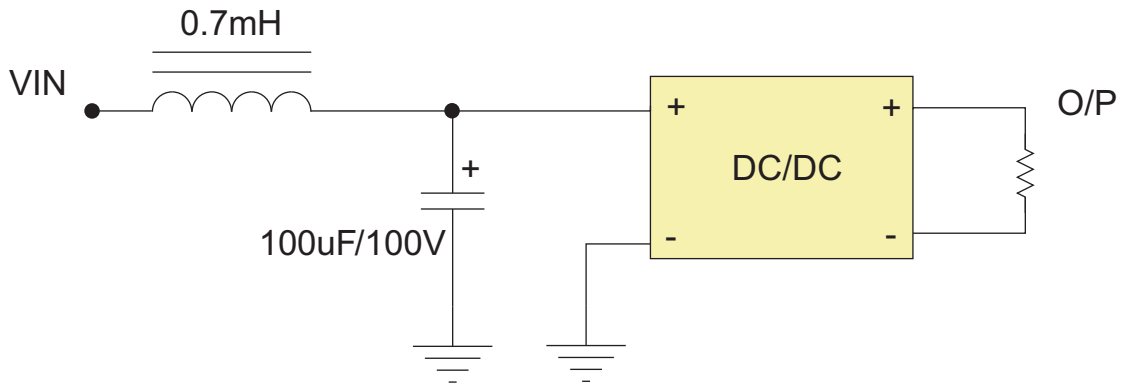 0.7mH
VIN
+ + O/P
DC/DC
+
100uF/100V
- -